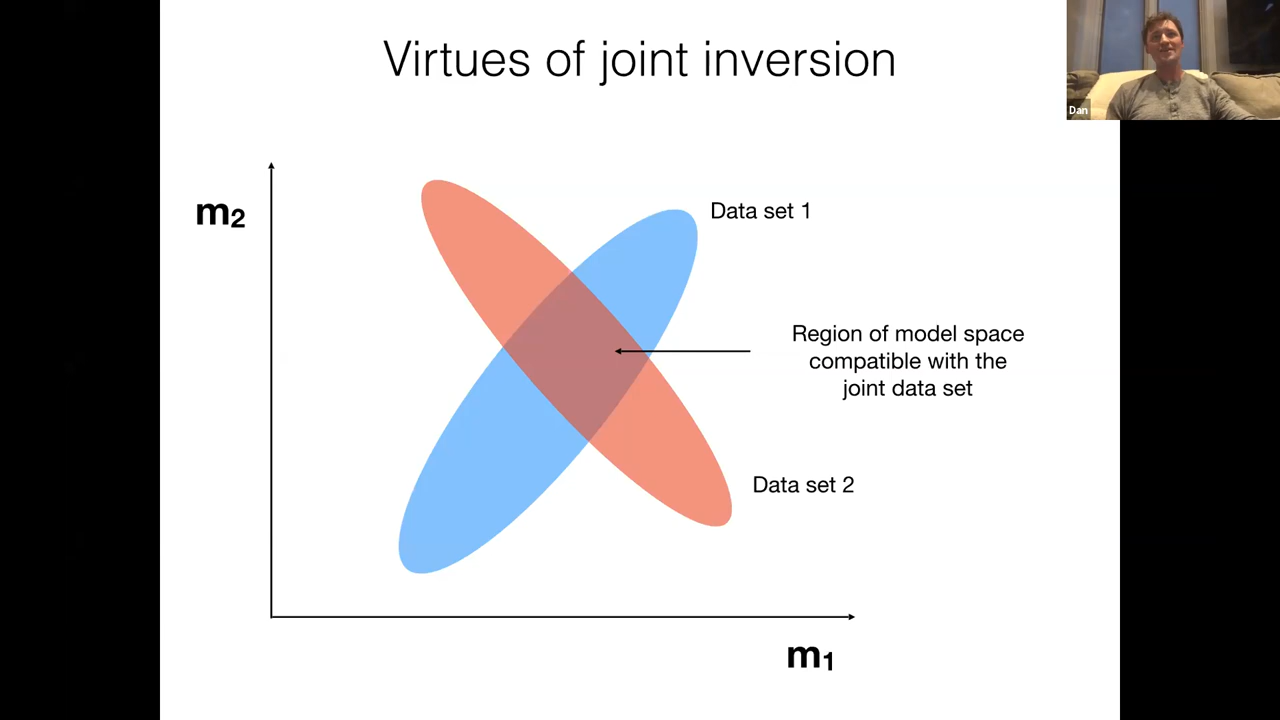 Virtues of joint inversion
Dan
m2
Data set 1
Region of model space
compatible with the
joint data set
Data set 2
m1